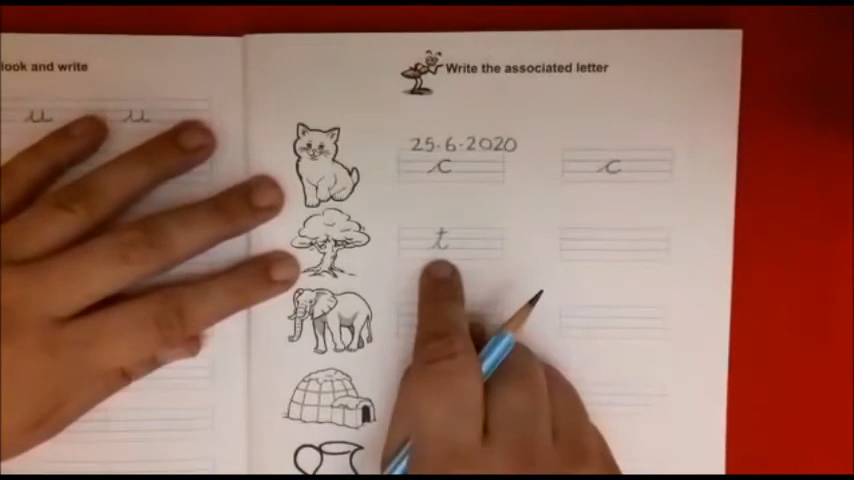 look and write
u u
Write the associated letter
25.6.2020
c c
t